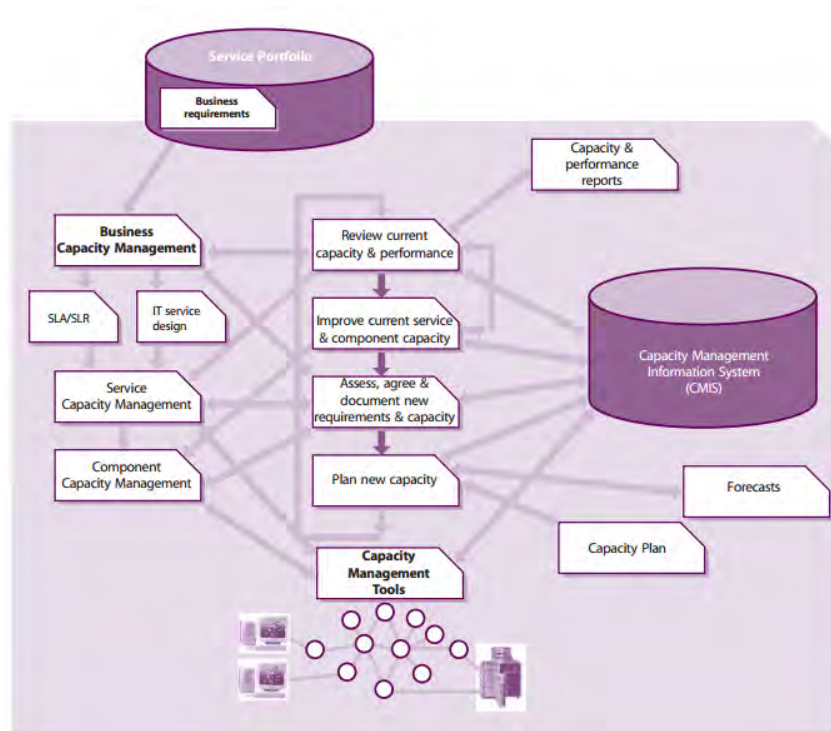 Service Portfolio
Business
requirements
Capacity &
performance
reports
Business
Capacity Management
Review current
capacity & performance
SLA/SLR
IT service
design
Improve current service
& component capacity
Capacity Management
Information System
(CMIS)
Service
Capacity Management
Assess, agree &
document new
requirements & capacity
Component
Capacity Management
Plan new capacity
Forecasts
Capacity Plan
Capacity
Management
Tools